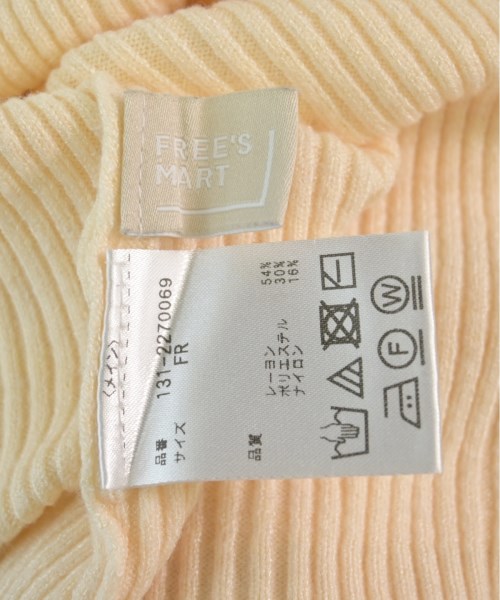 FREE'S
MART
〈メイン〉
品番 131-2270069
サイズ FR
品質 レーヨン 54%
ポリエステル 30%
ナイロン 16%
W
F